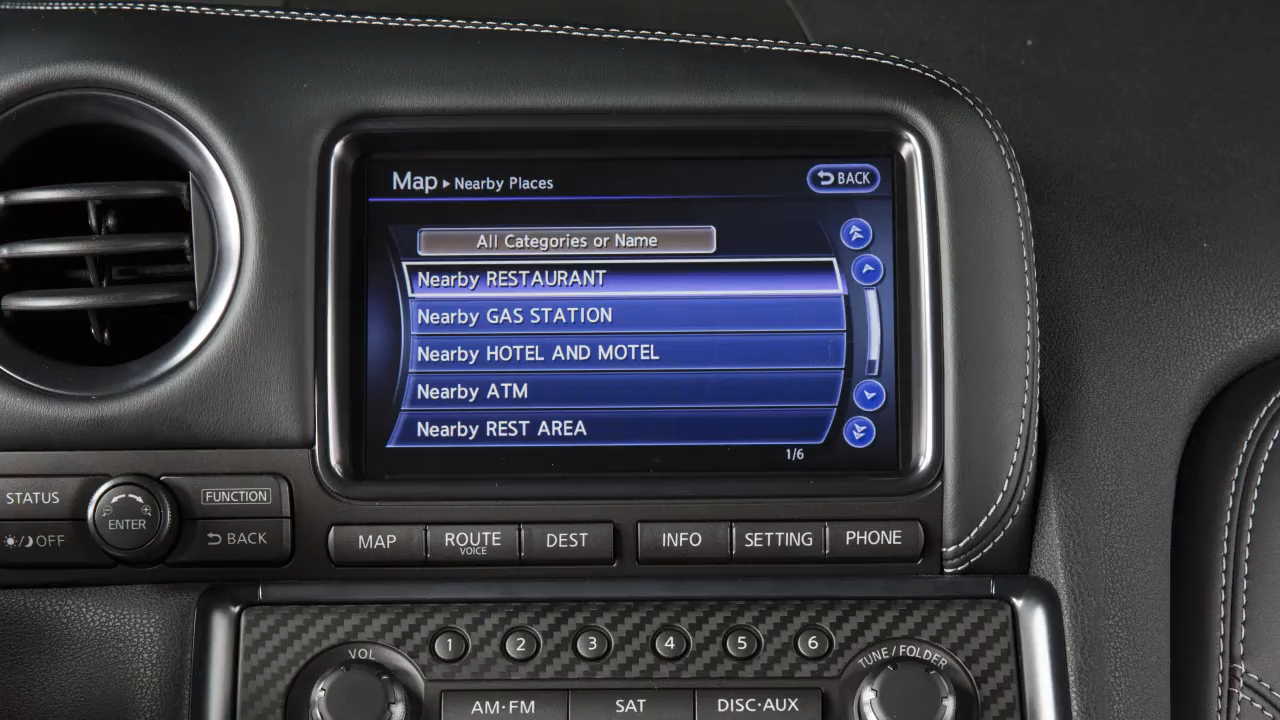 Map ▸ Nearby Places
BACK
All Categories or Name
Nearby RESTAURANT
Nearby GAS STATION
Nearby HOTEL AND MOTEL
Nearby ATM
Nearby REST AREA
1/6
STATUS
ENTER
FUNCTION
OFF
BACK
MAP
ROUTE
VOICE
DEST
INFO
SETTING
PHONE
1 2 3 4 5 6
VOL
TUNE/FOLDER
AM·FM
SAT
DISC·AUX